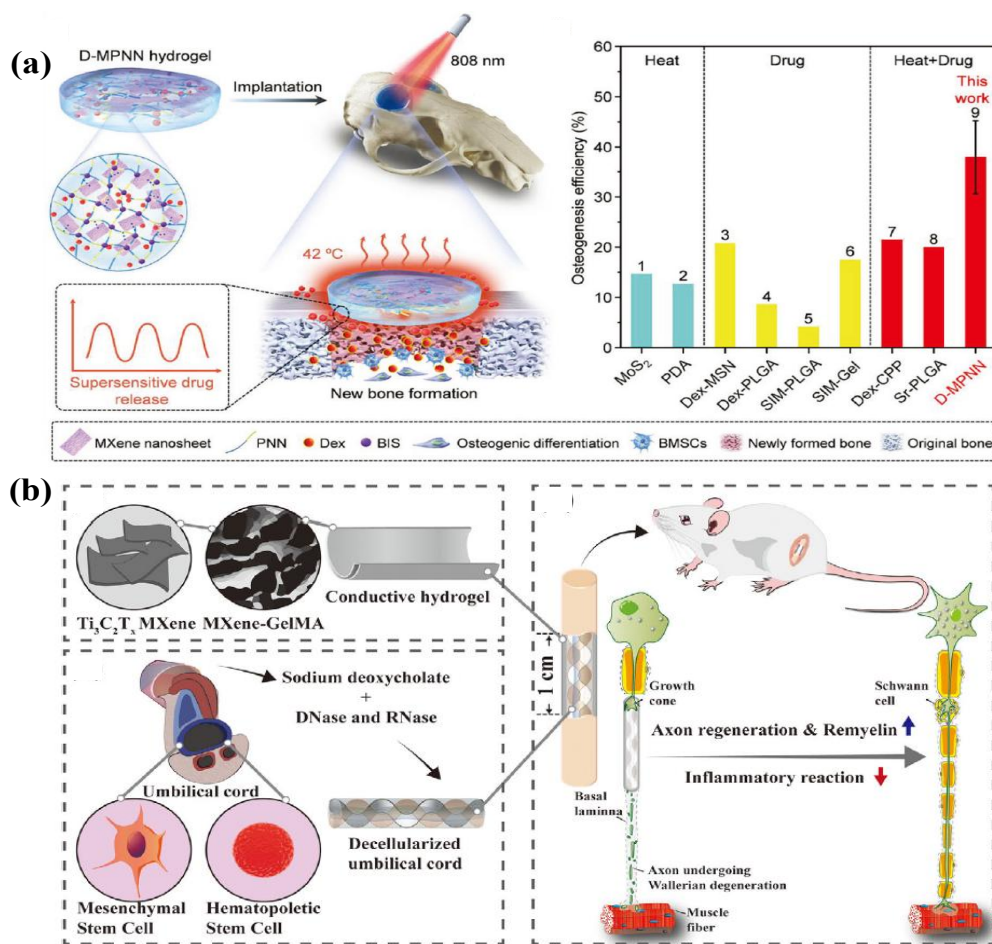 (a)
D-MPNN hydrogel
Implantation
808 nm
42 °C
Supersensitive drug
release
New bone formation
Osteogenesis efficiency (%)
60
50
40
30
20
10
0
Heat
Drug
Heat+Drug
This
work
1
2
3
4
5
6
7
8
9
MoS2
PDA
Dex-MSN
Dex-PLGA
SIM-PLGA
SIM-Gel
Dex-CPP
Sr-PLGA
D-MPNN
MXene nanosheet
PNN
Dex
BIS
Osteogenic differentiation
BMSCs
Newly formed bone
Original bone
(b)
Ti3C2Tx MXene
MXene-GelMA
Conductive hydrogel
Sodium deoxycholate
+
DNase and RNase
Umbilical cord
Decellularized
umbilical cord
Mesenchymal
Stem Cell
Hematopoletic
Stem Cell
1 cm
Growth
cone
Schwann
cell
Axon regeneration & Remyelin
Inflammatory reaction
Basal
laminna
Axon undergoing
Wallerian degeneration
Muscle
fiber